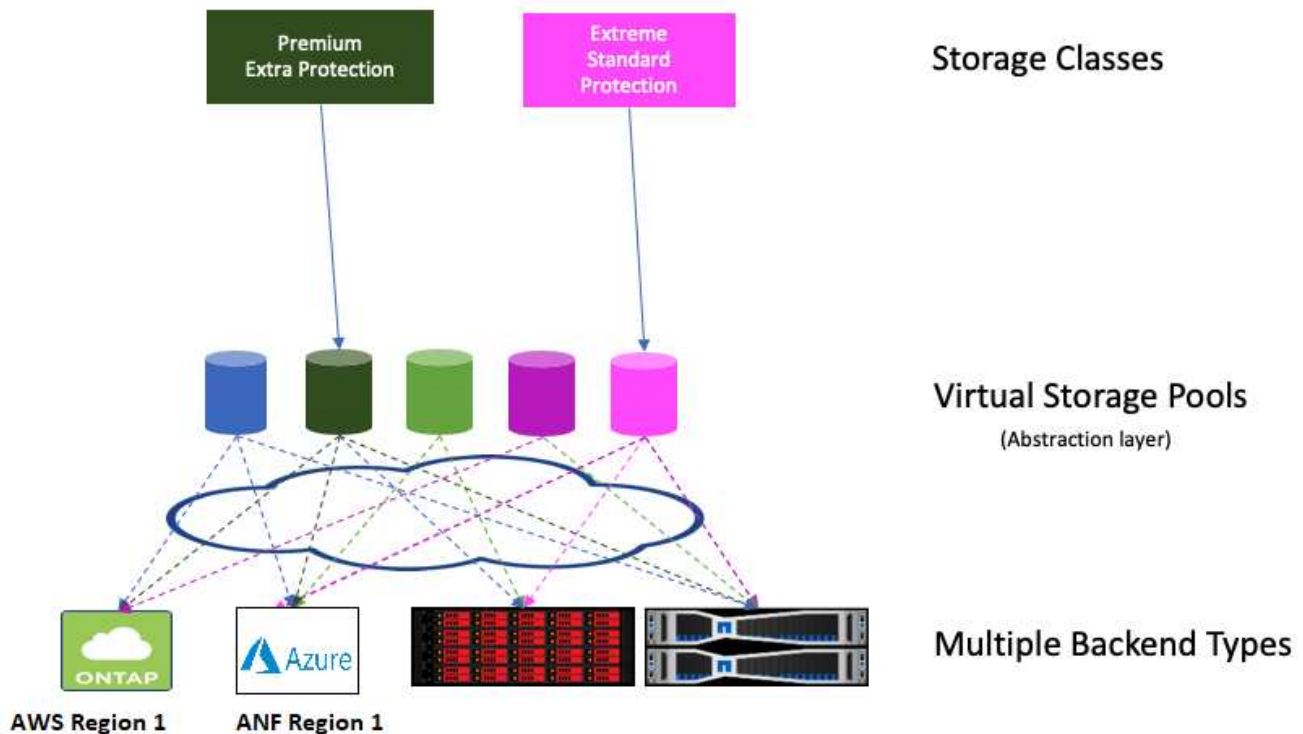 Premium
Extra Protection
Extreme
Standard
Protection
Storage Classes
Virtual Storage Pools
(Abstraction layer)
ONTAP
Azure
Multiple Backend Types
AWS Region 1
ANF Region 1